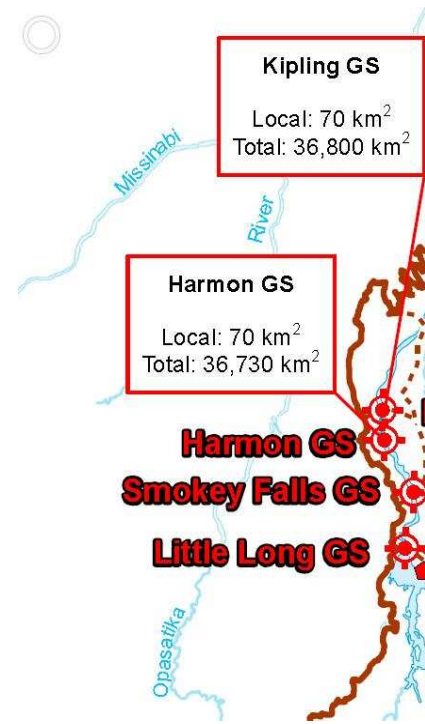 Kipling GS
Local: 70 km²
Total: 36,800 km²
Missinabi
River
Harmon GS
Local: 70 km²
Total: 36,730 km²
Harmon GS
Smokey Falls GS
Little Long GS
Opasatika